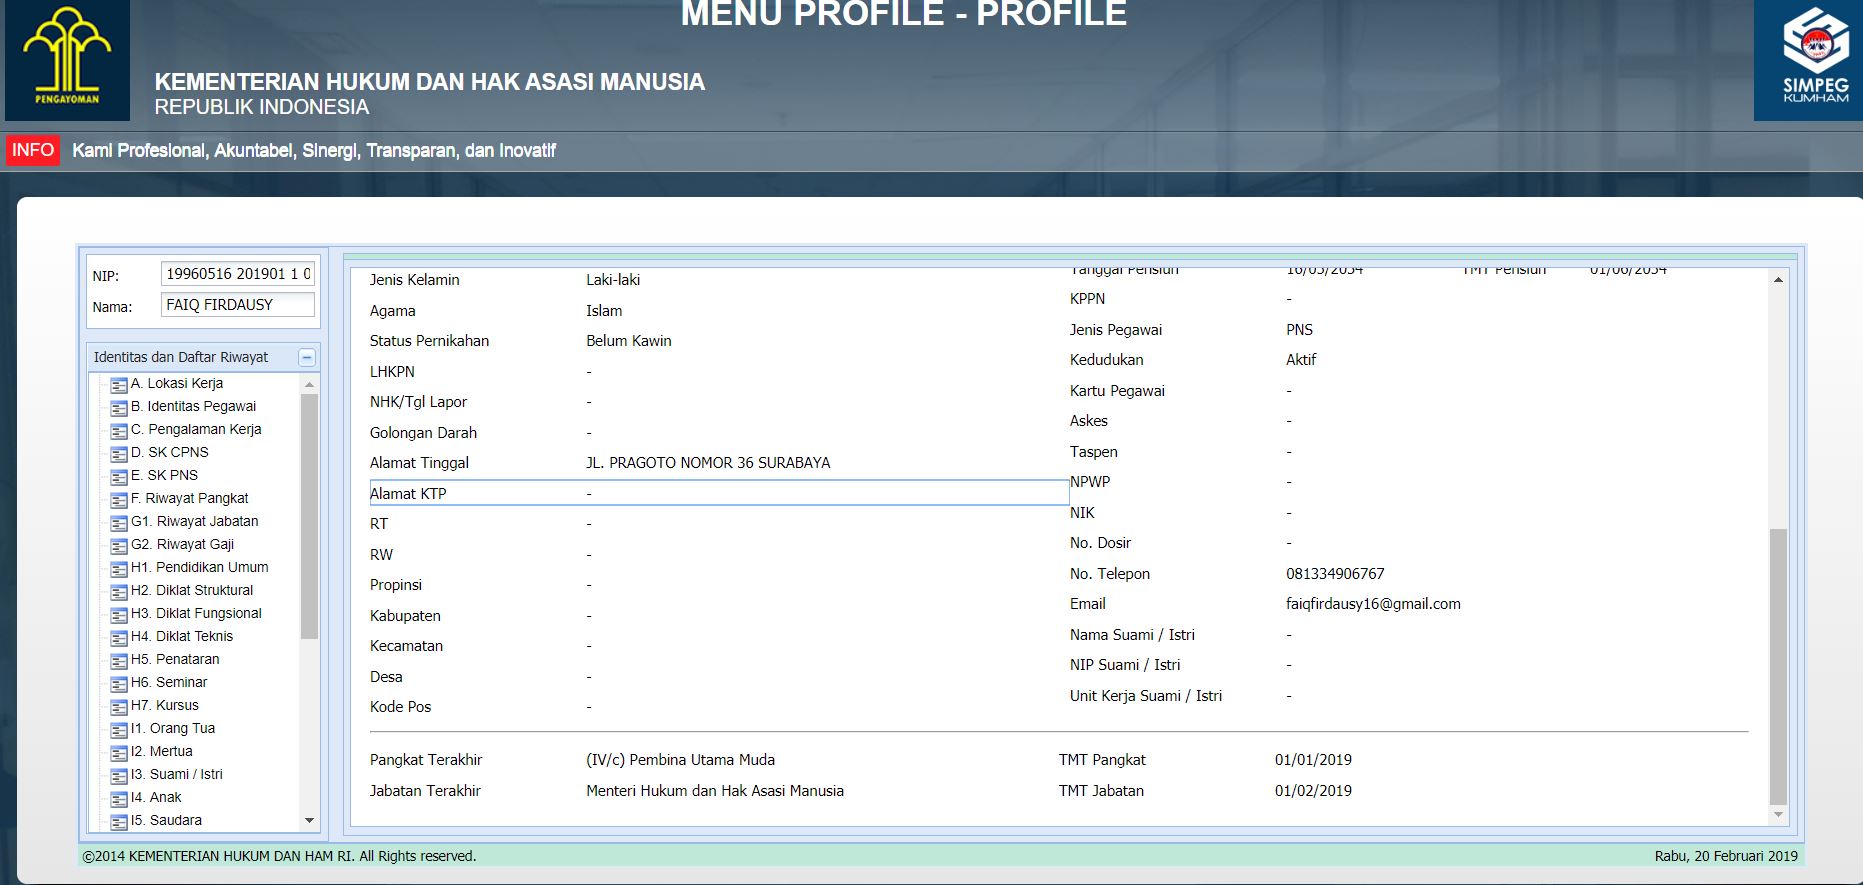 MENU PROFILE - PROFILE
PENGAYOMAN
KEMENTERIAN HUKUM DAN HAK ASASI MANUSIA
REPUBLIK INDONESIA
SIMPEG
KUMHAM
INFO Kami Profesional, Akuntabel, Sinergi, Transparan, dan Inovatif
NIP: 19960516 201901 1 0
Nama: FAIQ FIRDAUSY
Identitas dan Daftar Riwayat
A. Lokasi Kerja
B. Identitas Pegawai
C. Pengalaman Kerja
D. SK CPNS
E. SK PNS
F. Riwayat Pangkat
G1. Riwayat Jabatan
G2. Riwayat Gaji
H1. Pendidikan Umum
H2. Diklat Struktural
H3. Diklat Fungsional
H4. Diklat Teknis
H5. Penataran
H6. Seminar
H7. Kursus
I1. Orang Tua
I2. Mertua
I3. Suami / Istri
I4. Anak
I5. Saudara
Jenis Kelamin Laki-laki
Agama Islam
Status Pernikahan Belum Kawin
LHKPN -
NHK/Tgl Lapor -
Golongan Darah -
Alamat Tinggal JL. PRAGOTO NOMOR 36 SURABAYA
Alamat KTP -
RT -
RW -
Propinsi -
Kabupaten -
Kecamatan -
Desa -
Kode Pos -
Tanggal Pensiun 16/05/2054 TMT Pensiun 01/06/2054
KPPN -
Jenis Pegawai PNS
Kedudukan Aktif
Kartu Pegawai -
Askes -
Taspen -
NPWP -
NIK -
No. Dosir -
No. Telepon 081334906767
Email faiqfirdausy16@gmail.com
Nama Suami / Istri -
NIP Suami / Istri -
Unit Kerja Suami / Istri -
Pangkat Terakhir (IV/c) Pembina Utama Muda TMT Pangkat 01/01/2019
Jabatan Terakhir Menteri Hukum dan Hak Asasi Manusia TMT Jabatan 01/02/2019
©2014 KEMENTERIAN HUKUM DAN HAM RI. All Rights reserved. Rabu, 20 Februari 2019